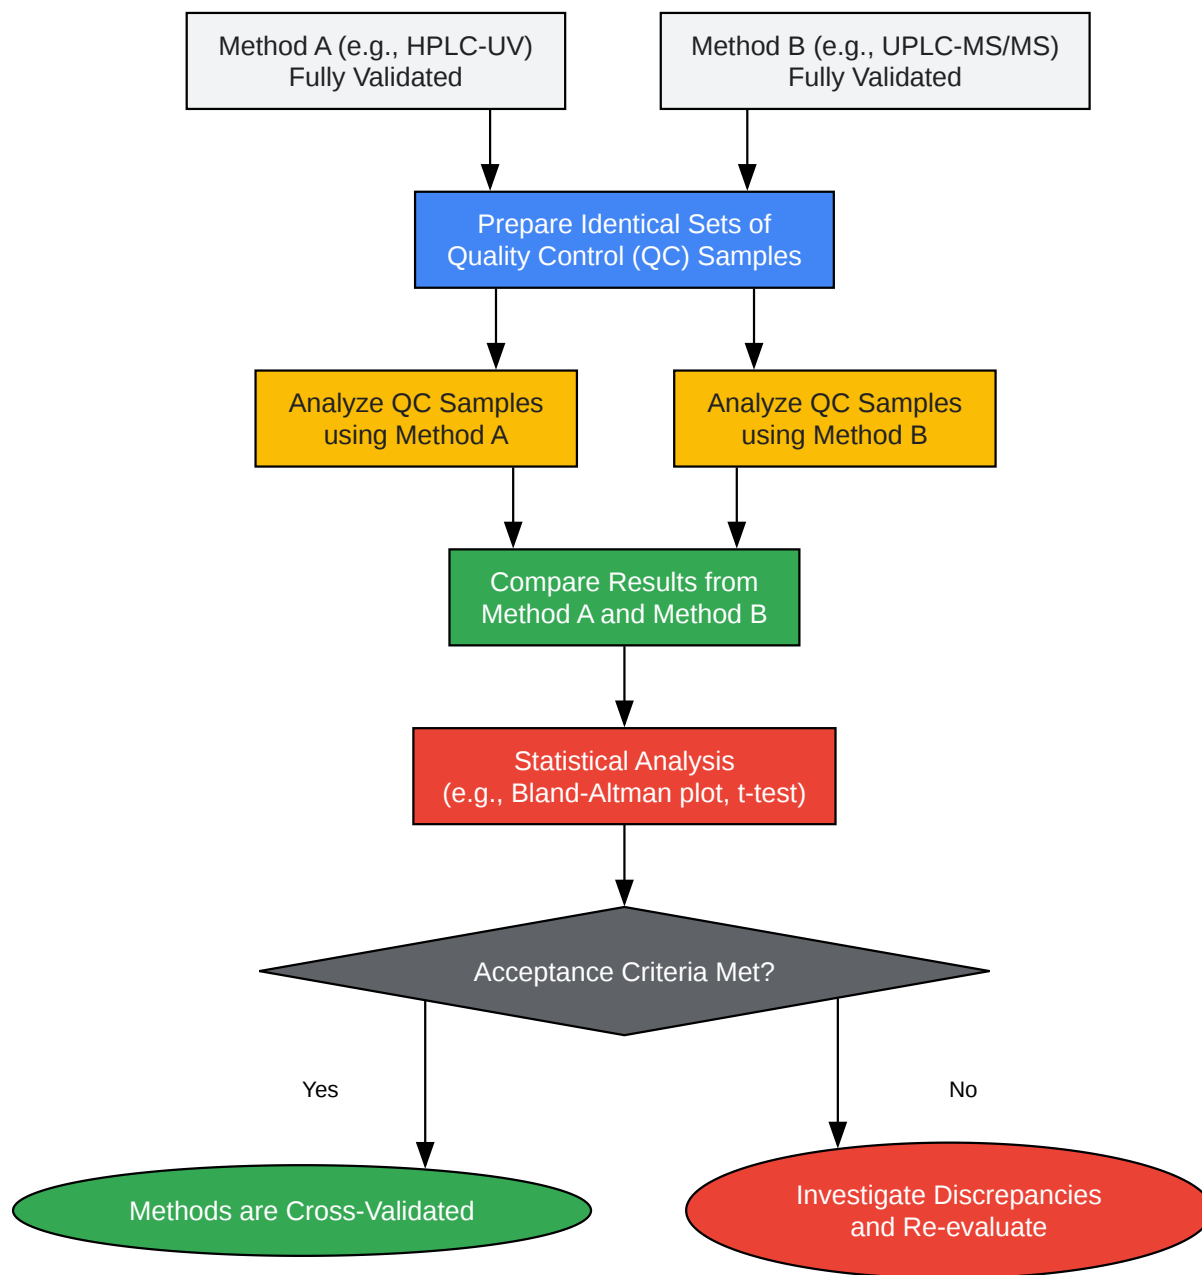 Method A (e.g., HPLC-UV)
Fully Validated
Method B (e.g., UPLC-MS/MS)
Fully Validated
Prepare Identical Sets of
Quality Control (QC) Samples
Analyze QC Samples
using Method A
Analyze QC Samples
using Method B
Compare Results from
Method A and Method B
Statistical Analysis
(e.g., Bland-Altman plot, t-test)
Acceptance Criteria Met?
Yes
No
Methods are Cross-Validated
Investigate Discrepancies
and Re-evaluate